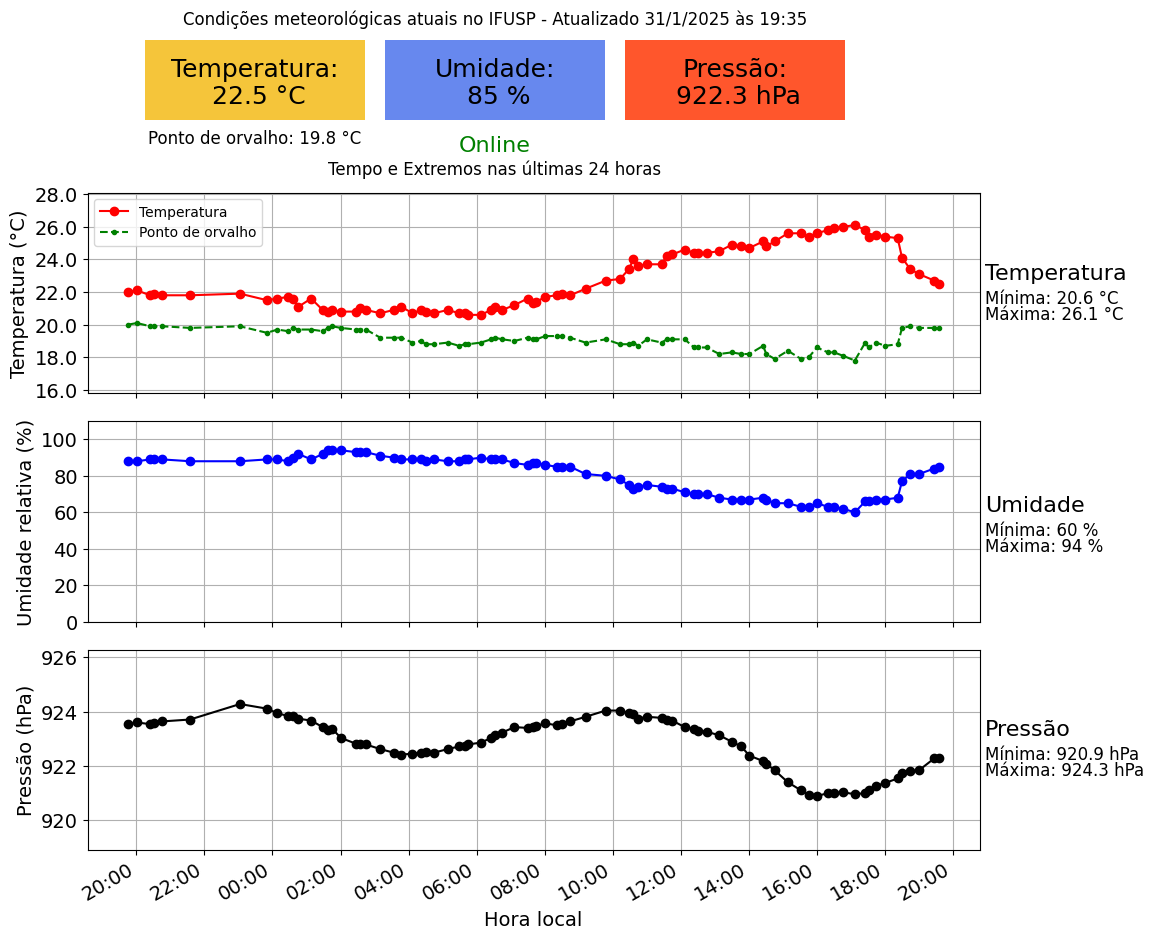 Condições meteorológicas atuais no IFUSP - Atualizado 31/1/2025 às 19:35
Temperatura:
22.5 °C
Umidade:
85 %
Pressão:
922.3 hPa
Ponto de orvalho: 19.8 °C
Online
Tempo e Extremos nas últimas 24 horas
Temperatura (°C)
28.0
26.0
24.0
22.0
20.0
18.0
16.0
Temperatura
Ponto de orvalho
Temperatura
Mínima: 20.6 °C
Máxima: 26.1 °C
Umidade relativa (%)
100
80
60
40
20
0
Umidade
Mínima: 60 %
Máxima: 94 %
Pressão (hPa)
926
924
922
920
Pressão
Mínima: 920.9 hPa
Máxima: 924.3 hPa
20:00 22:00 00:00 02:00 04:00 06:00 08:00 10:00 12:00 14:00 16:00 18:00 20:00
Hora local